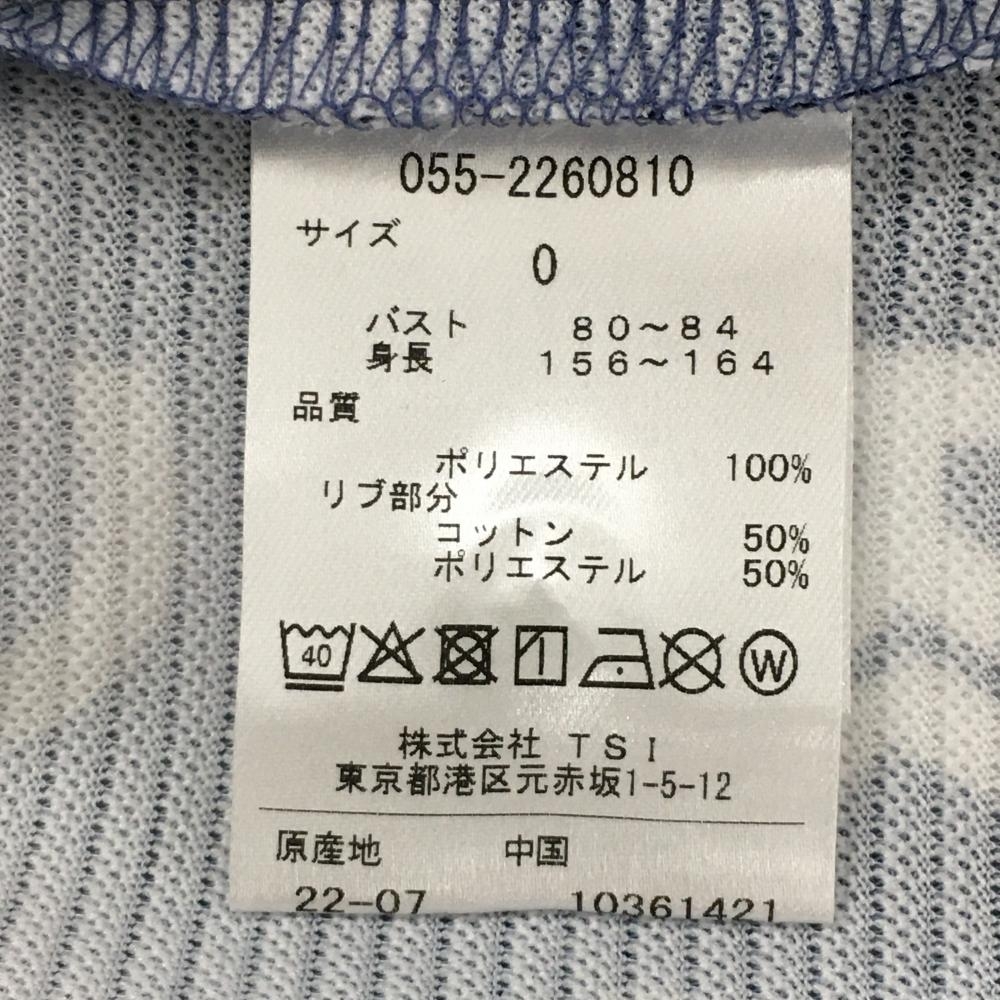 055-2260810
サイズ
0
バスト 80～84
身長 156～164
品質
ポリエステル 100%
リブ部分
コットン 50%
ポリエステル 50%
40 W
株式会社 TSI
東京都港区元赤坂1-5-12
原産地 中国
22-07 10361421